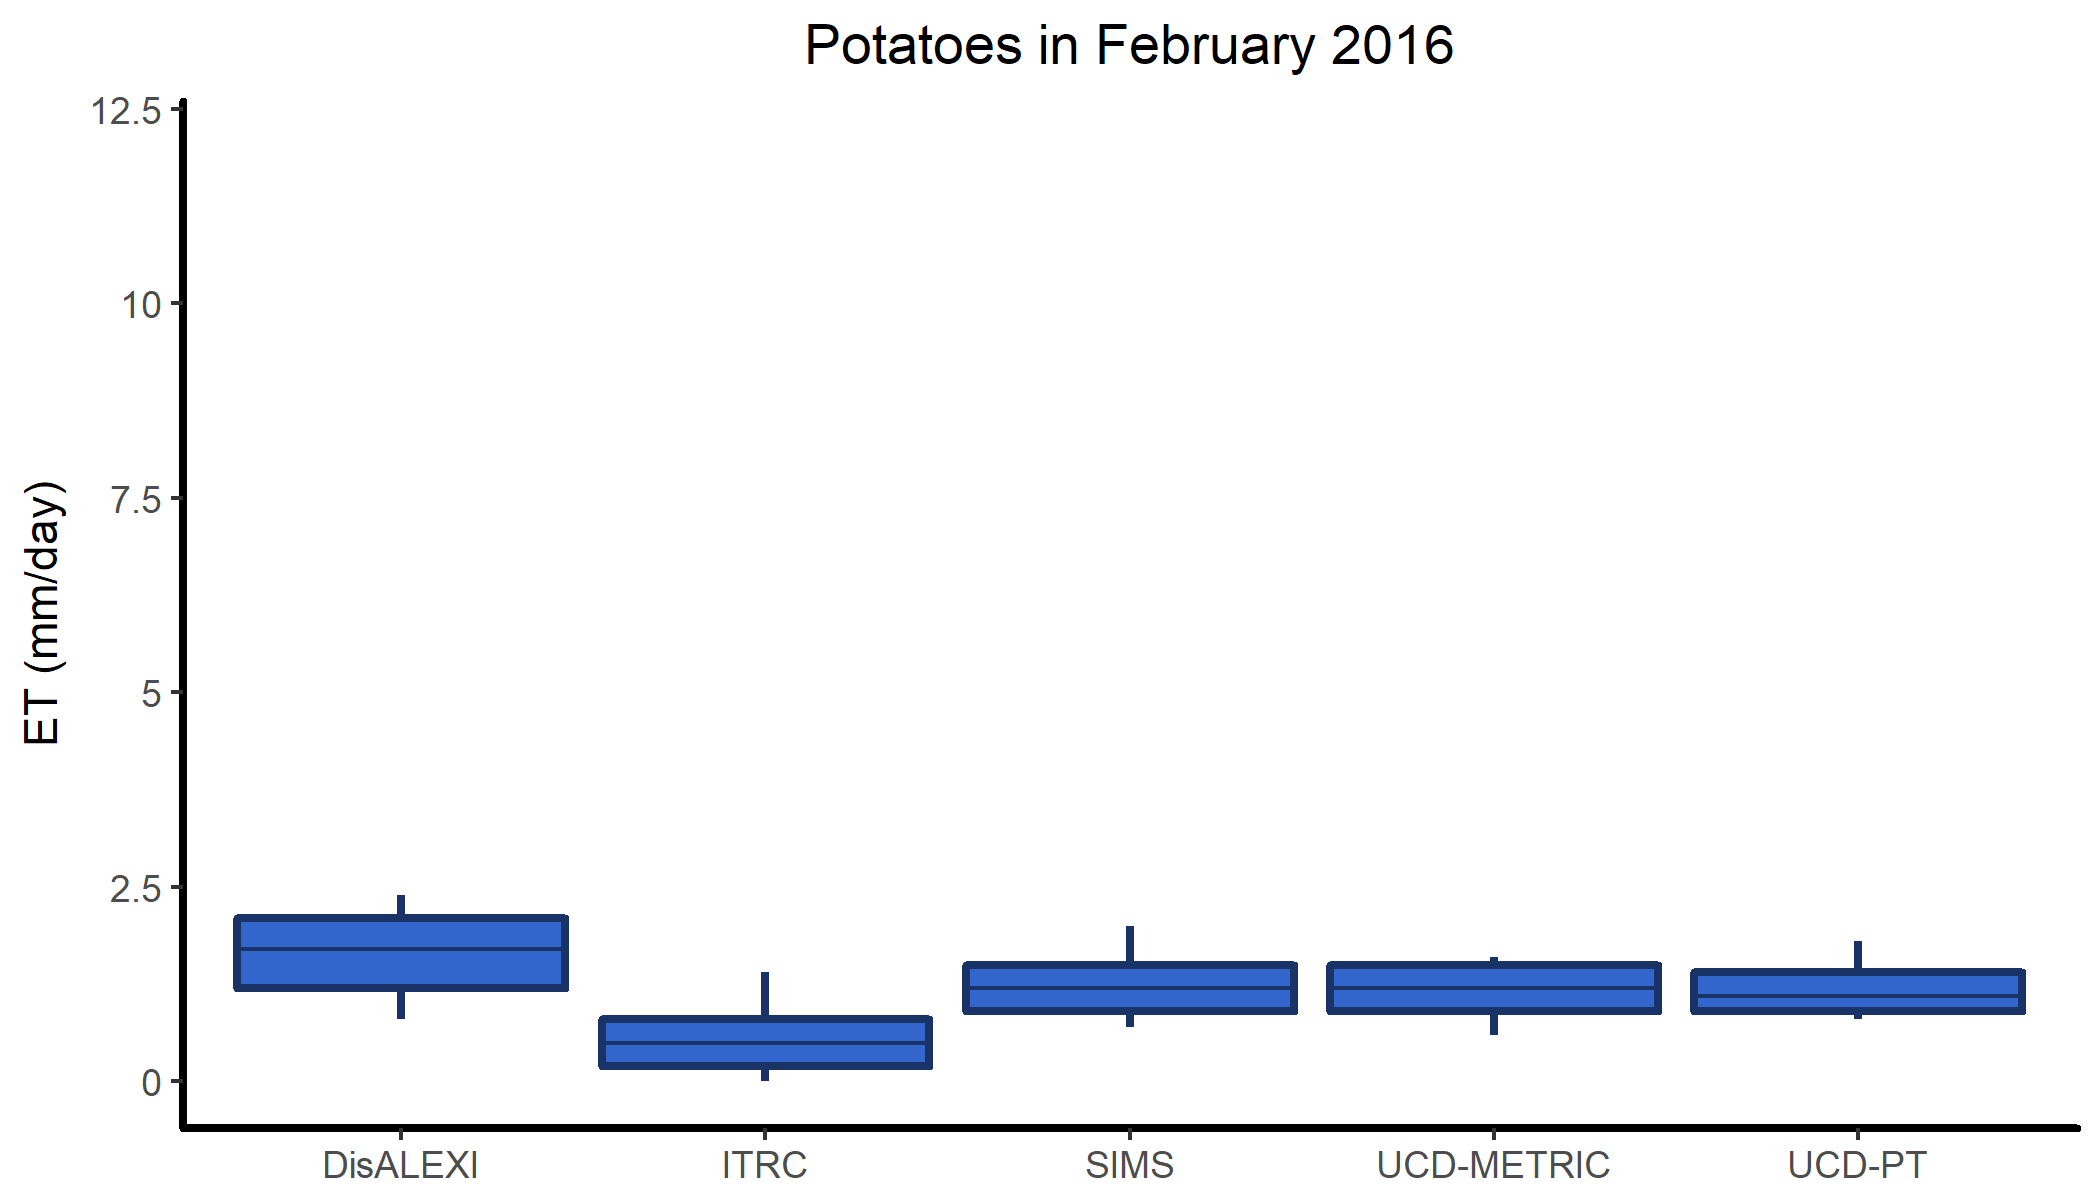 Potatoes in February 2016
ET (mm/day)
12.5
10
7.5
5
2.5
0
DisALEXI
ITRC
SIMS
UCD-METRIC
UCD-PT